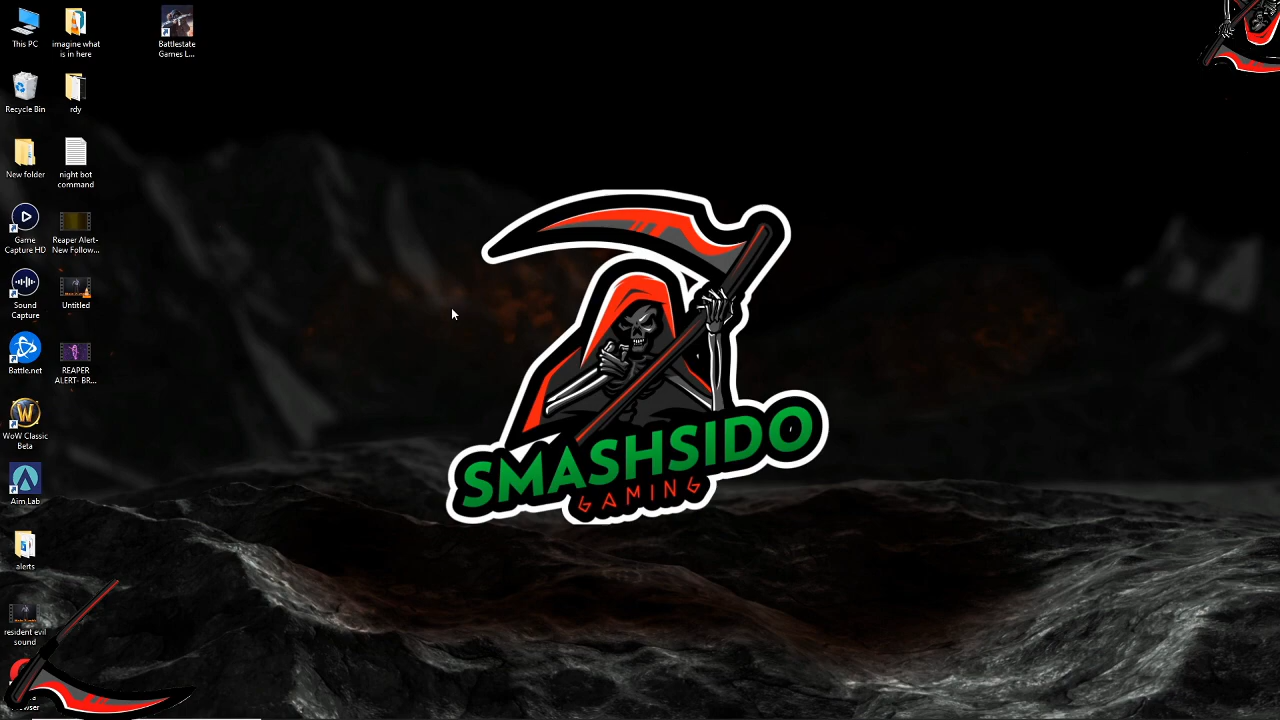 This PC
imagine what
is in here
Battlestate
Games L...
Recycle Bin
rdy
New folder
night bot
command
Game
Capture HD
Reaper Alert-
New Follow...
Sound
Capture
Untitled
Battle.net
REAPER
ALERT- BR...
WoW Classic
Beta
Aim Lab
alerts
resident evil
sound
SMASHSIDO
GAMING